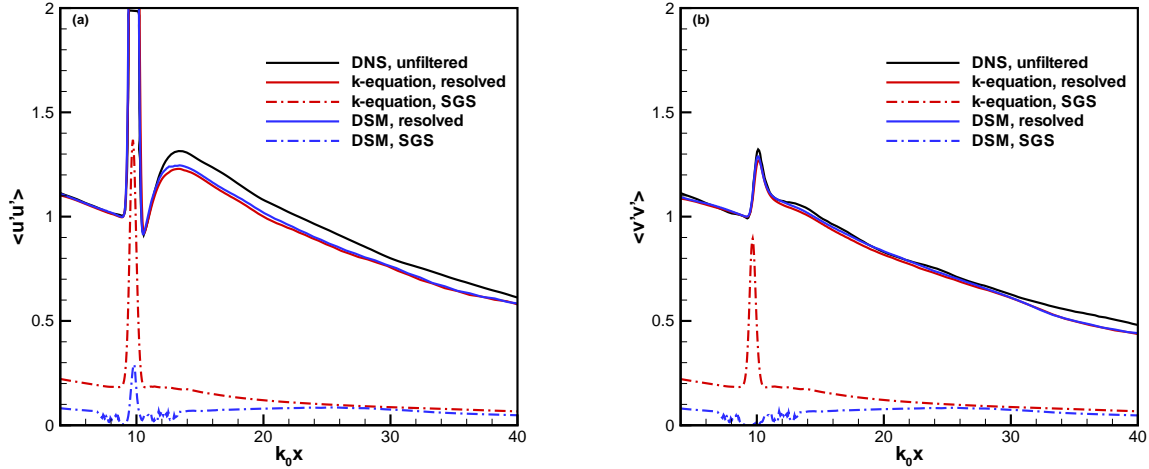 (a)
2
1.5
1
0.5
0
<u'u'>
DNS, unfiltered
k-equation, resolved
k-equation, SGS
DSM, resolved
DSM, SGS
10
20
30
40
k₀x
(b)
2
1.5
1
0.5
0
<v'v'>
DNS, unfiltered
k-equation, resolved
k-equation, SGS
DSM, resolved
DSM, SGS
10
20
30
40
k₀x